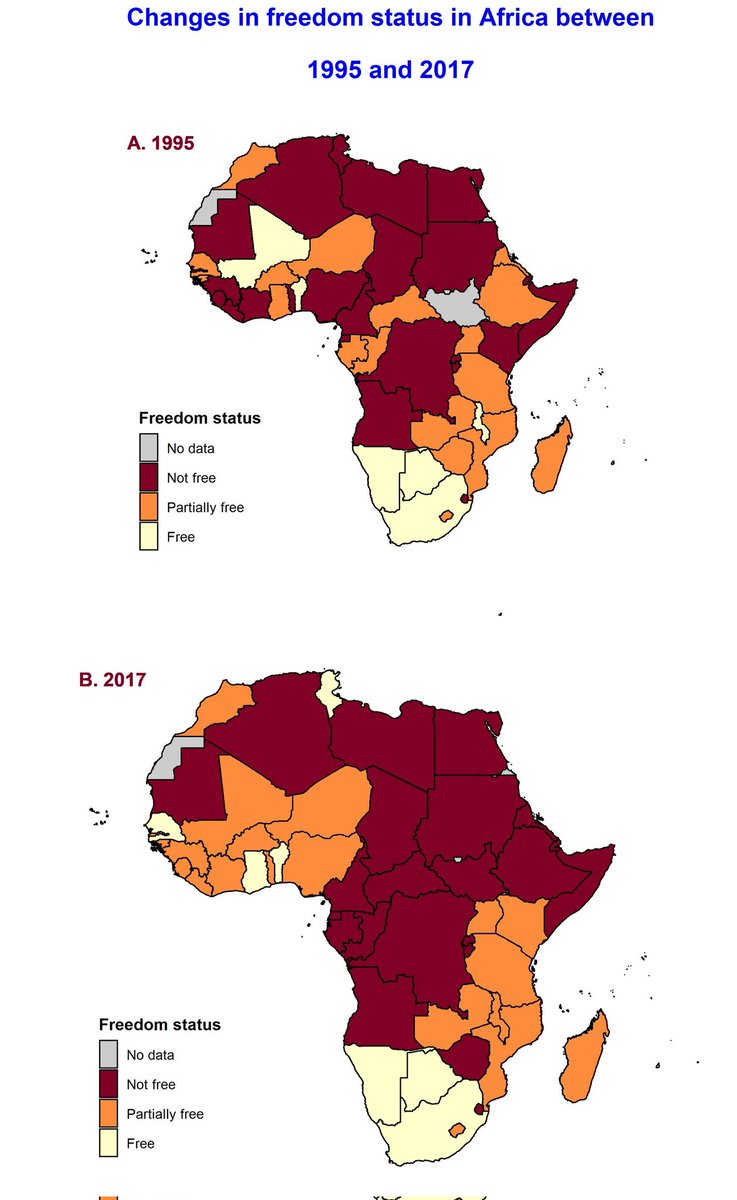 Changes in freedom status in Africa between
1995 and 2017
A. 1995
Freedom status
No data
Not free
Partially free
Free
B. 2017
Freedom status
No data
Not free
Partially free
Free